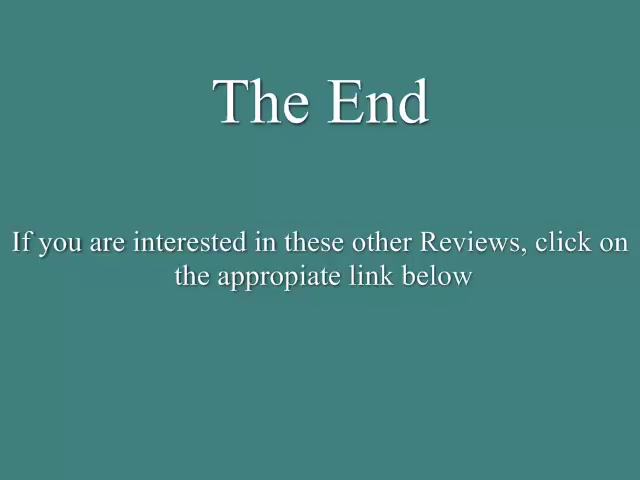 The End
If you are interested in these other Reviews, click on
the appropiate link below